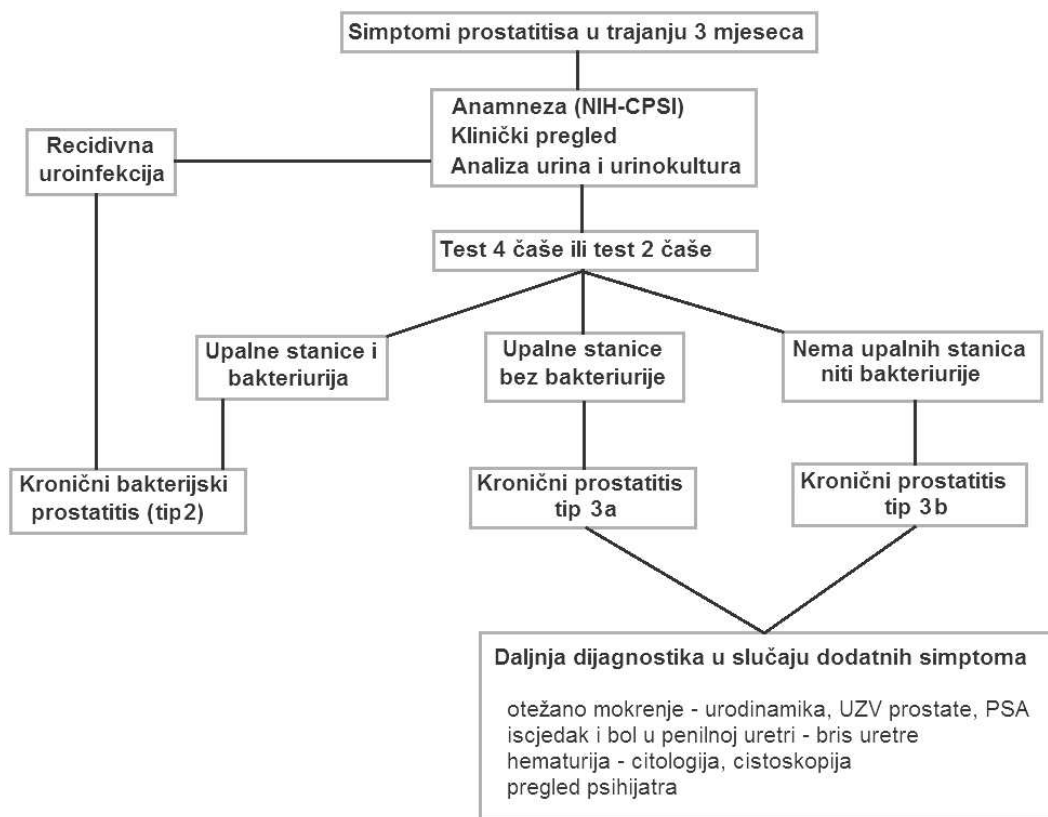 Simptomi prostatitisa u trajanju 3 mjeseca
Anamneza (NIH-CPSI)
Klinički pregled
Analiza urina i urinokultura
Recidivna
uroinfekcija
Test 4 čaše ili test 2 čaše
Upalne stanice i
bakteriurija
Upalne stanice
bez bakteriurije
Nema upalnih stanica
niti bakteriurije
Kronični bakterijski
prostatitis (tip2)
Kronični prostatitis
tip 3a
Kronični prostatitis
tip 3b
Daljnja dijagnostika u slučaju dodatnih simptoma
otežano mokrenje - urodinamika, UZV prostate, PSA
iscjedak i bol u penilnoj uretri - bris uretre
hematurija - citologija, cistoskopija
pregled psihijatra